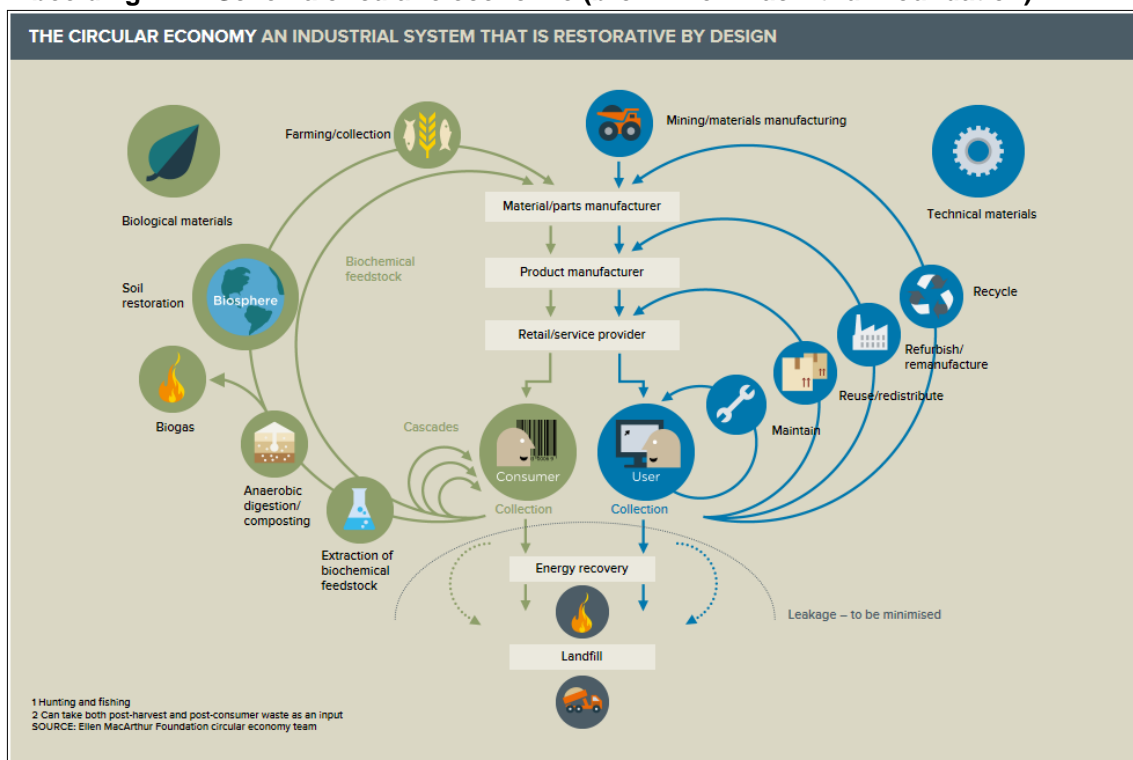 THE CIRCULAR ECONOMY AN INDUSTRIAL SYSTEM THAT IS RESTORATIVE BY DESIGN
Farming/collection
Mining/materials manufacturing
Biological materials
Material/parts manufacturer
Technical materials
Biochemical
feedstock
Soil
restoration
Biosphere
Product manufacturer
Recycle
Retail/service provider
Refurbish/
remanufacture
Biogas
Reuse/redistribute
Cascades
Maintain
Consumer
User
Anaerobic
digestion/
composting
Collection
Collection
Extraction of
biochemical
feedstock
Energy recovery
Leakage – to be minimised
Landfill
1 Hunting and fishing
2 Can take both post-harvest and post-consumer waste as an input
SOURCE: Ellen MacArthur Foundation circular economy team